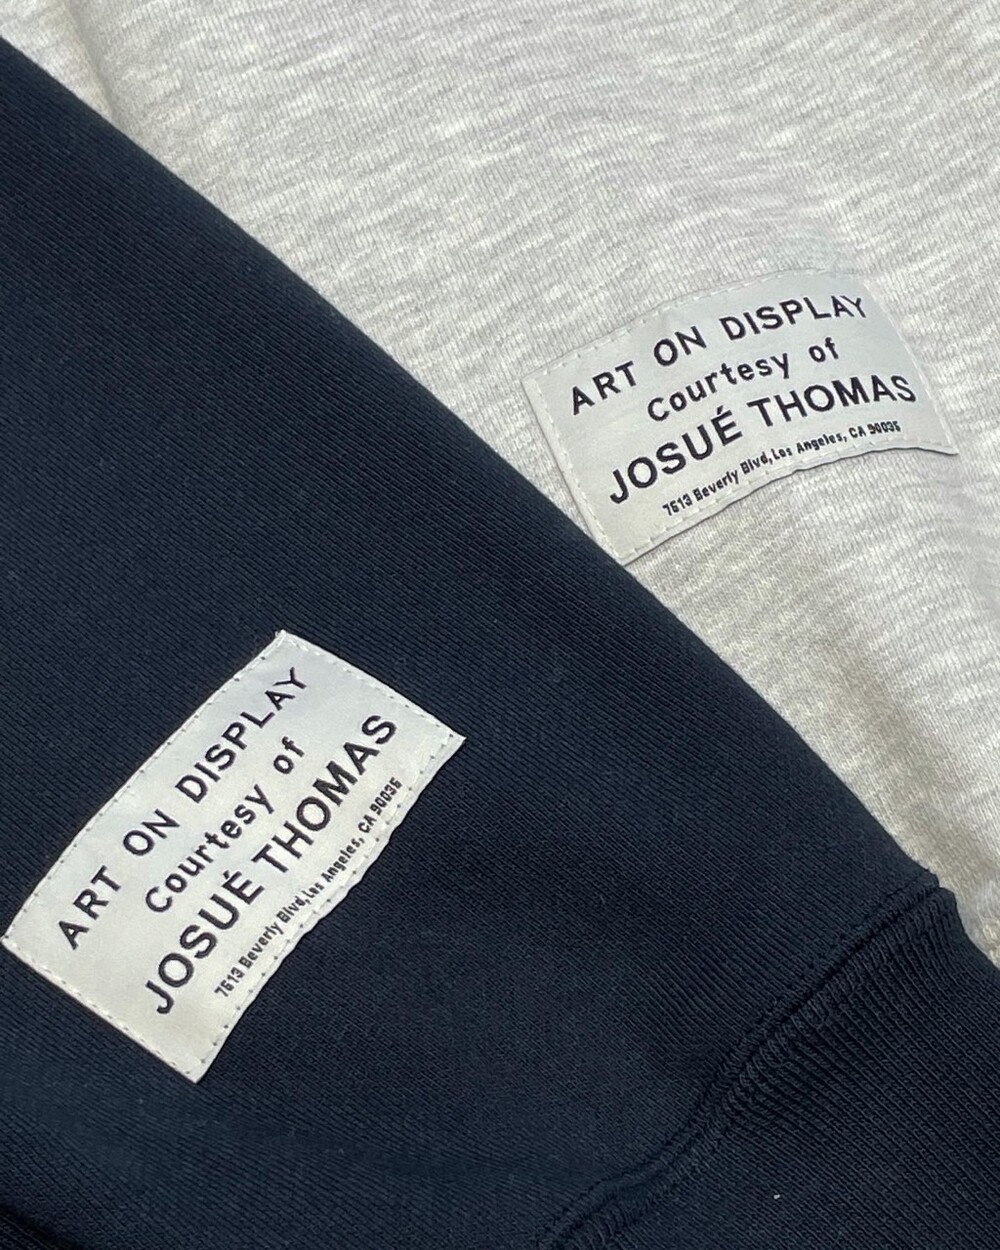 ART ON DISPLAY
Courtesy of
JOSUÉ THOMAS
7613 Beverly Blvd, Los Angeles, CA 90036
ART ON DISPLAY
Courtesy of
JOSUÉ THOMAS
7613 Beverly Blvd, Los Angeles, CA 90036